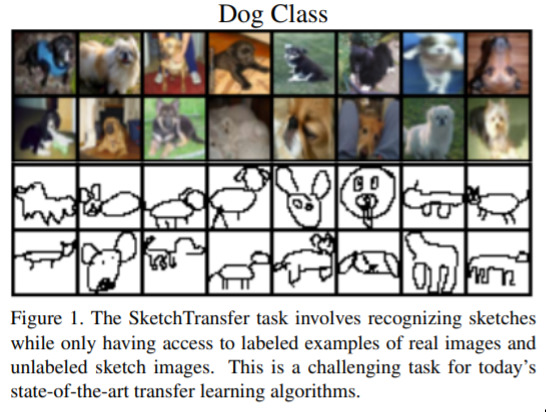 Dog Class
Figure 1. The SketchTransfer task involves recognizing sketches
while only having access to labeled examples of real images and
unlabeled sketch images. This is a challenging task for today's
state-of-the-art transfer learning algorithms.